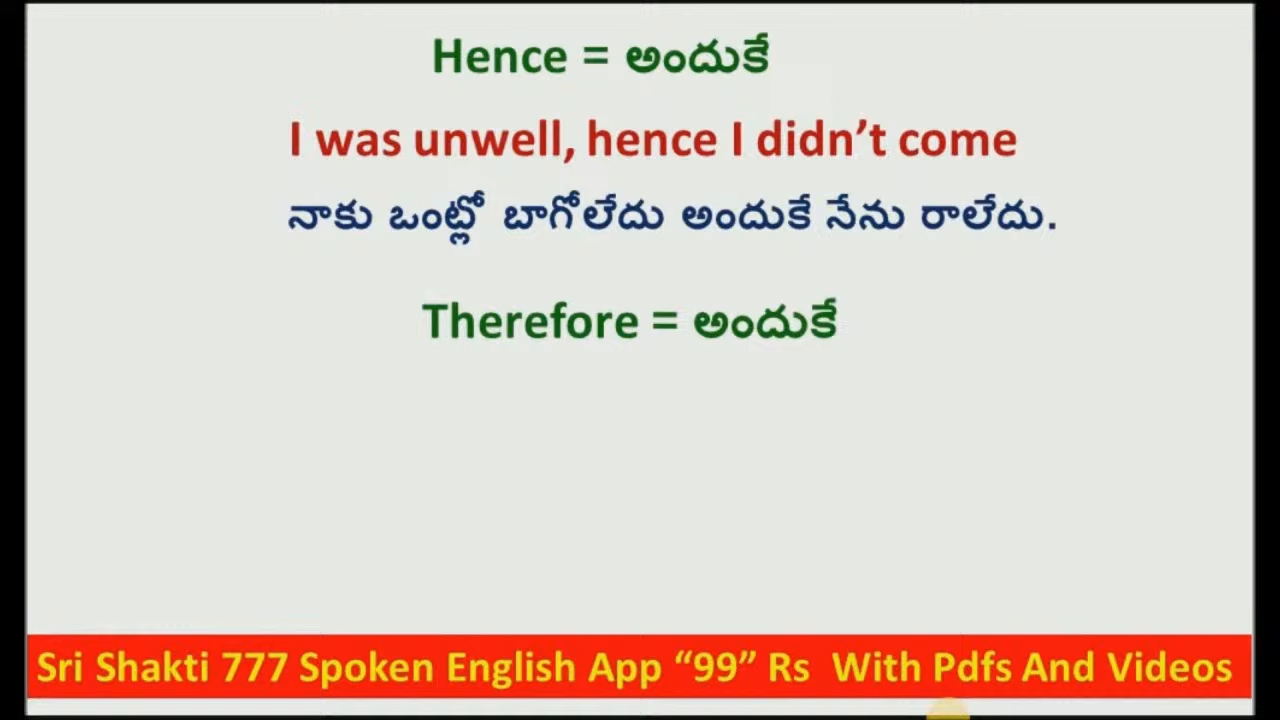 Hence = అందుకే
I was unwell, hence I didn’t come
నాకు ఒంట్లో బాగోలేదు అందుకే నేను రాలేదు.
Therefore = అందుకే
Sri Shakti 777 Spoken English App “99” Rs With Pdfs And Videos